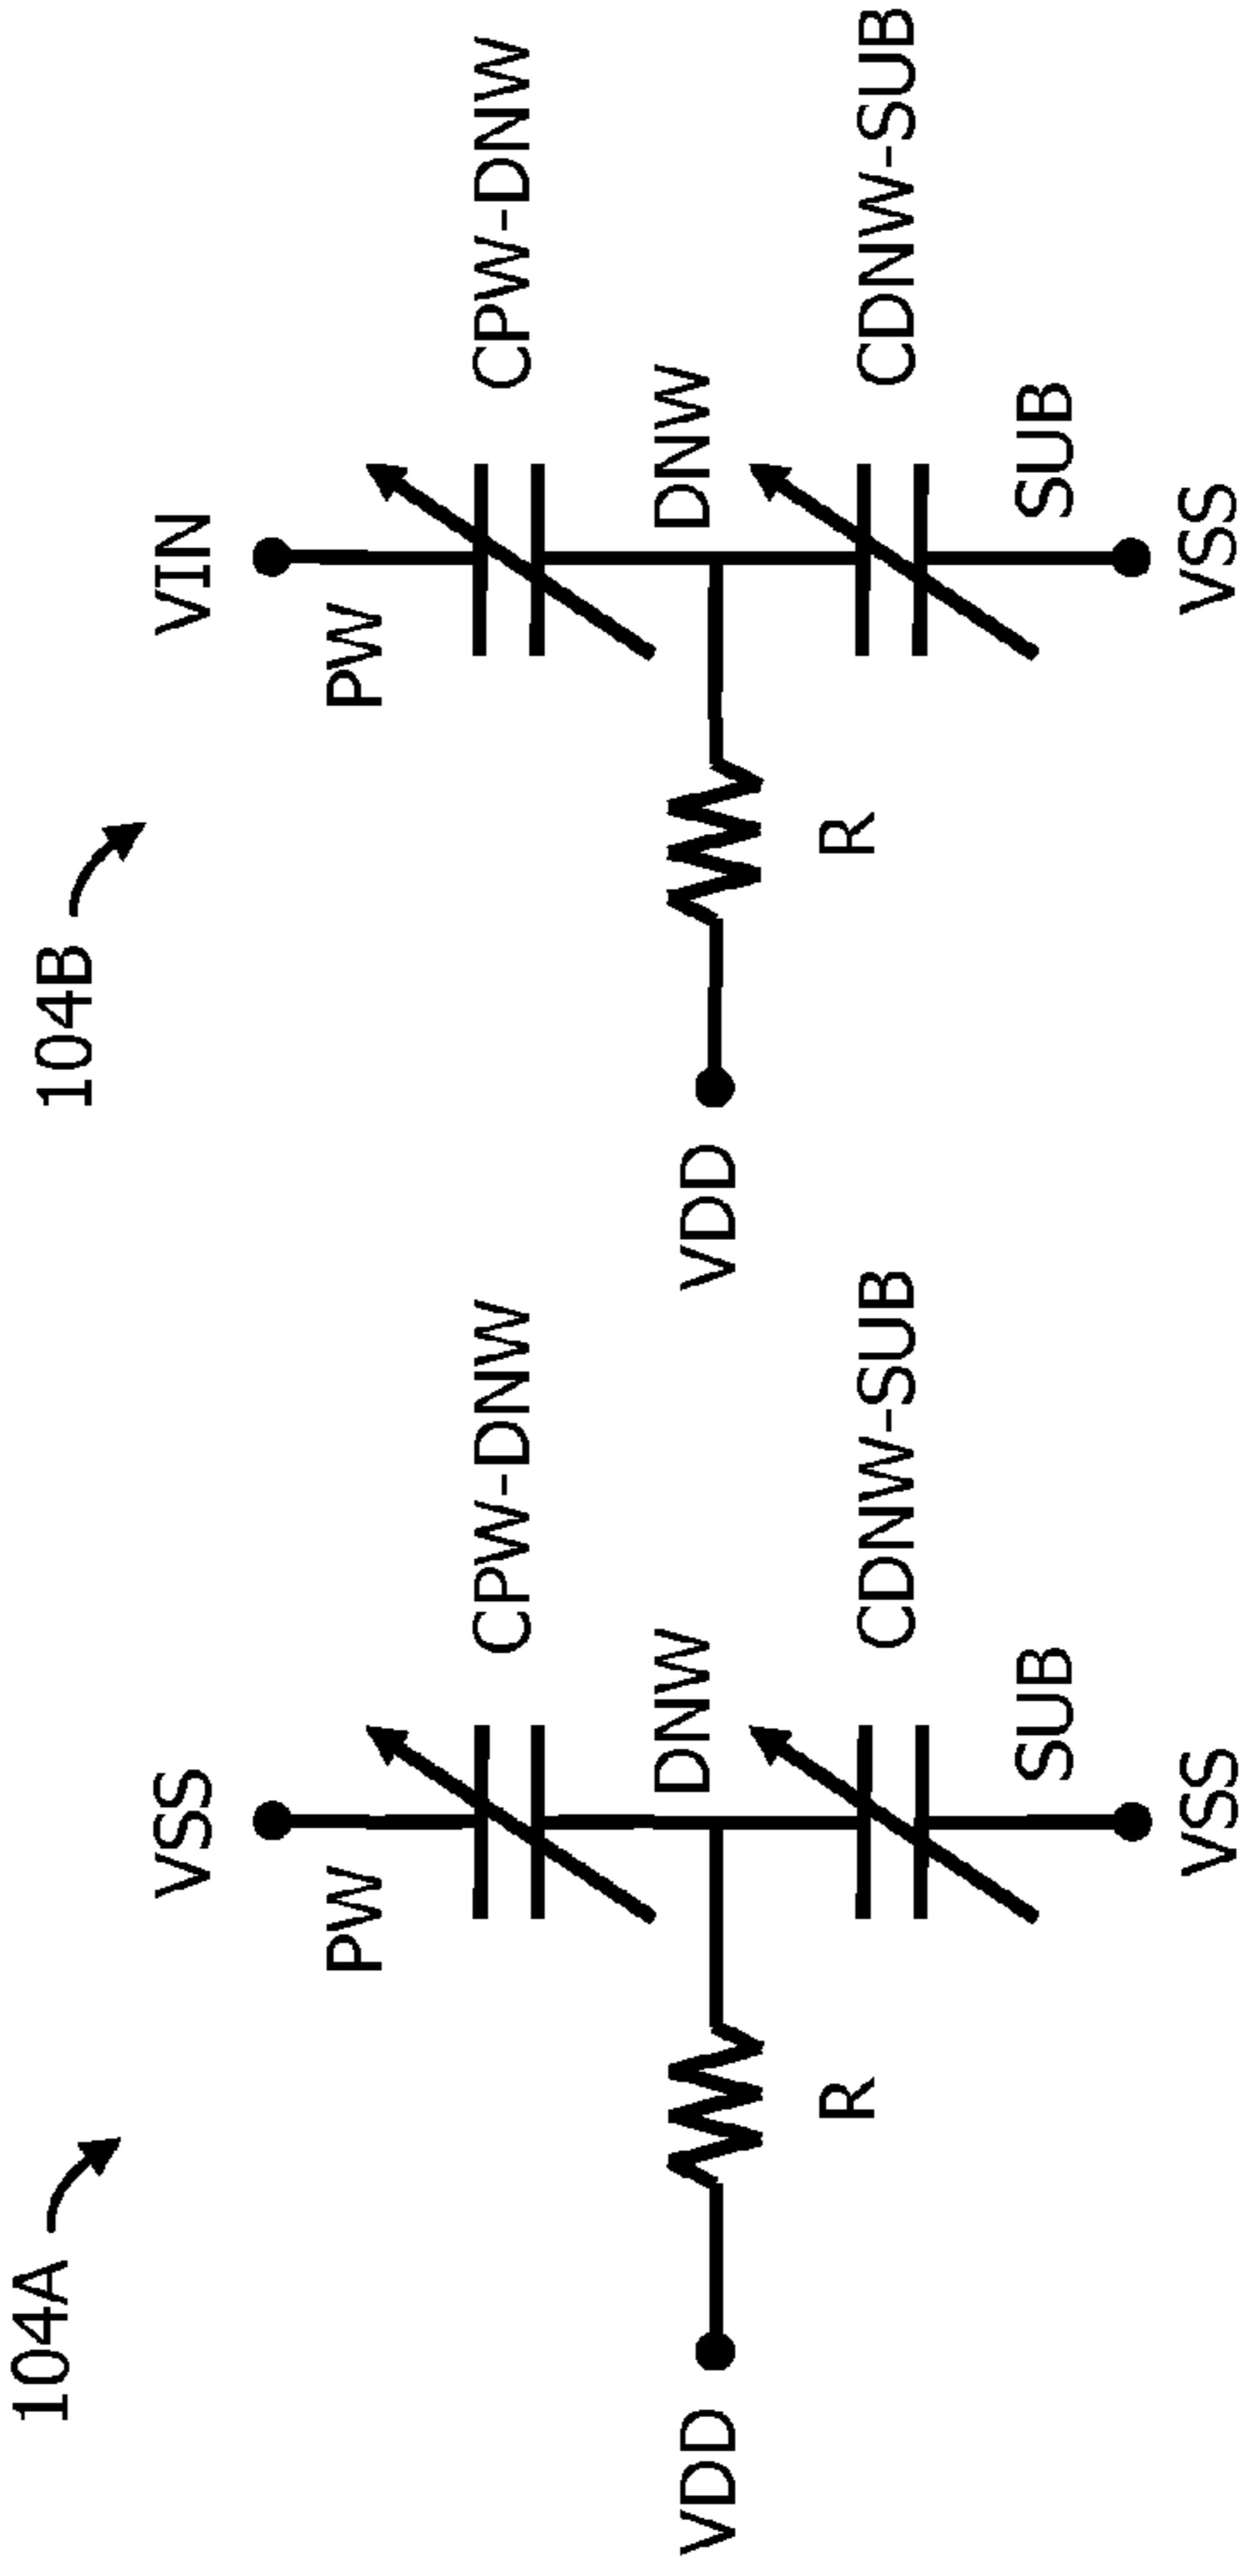 104A
VSS
PW
CPW-DNW
DNW
VDD
R
CDNW-SUB
SUB
VSS
104B
VIN
PW
CPW-DNW
DNW
VDD
R
CDNW-SUB
SUB
VSS